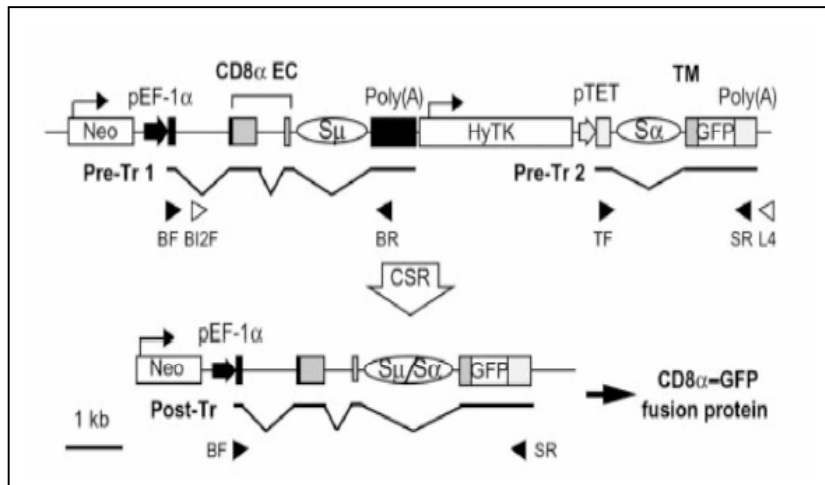 CD8α EC
TM
pEF-1α
Poly(A)
pTET
Poly(A)
Neo
Sμ
HyTK
Sα
GFP
Pre-Tr 1
Pre-Tr 2
BF
BI2F
BR
TF
SR
L4
CSR
pEF-1α
Neo
Sμ/Sα
GFP
CD8α-GFP
fusion protein
Post-Tr
1 kb
BF
SR